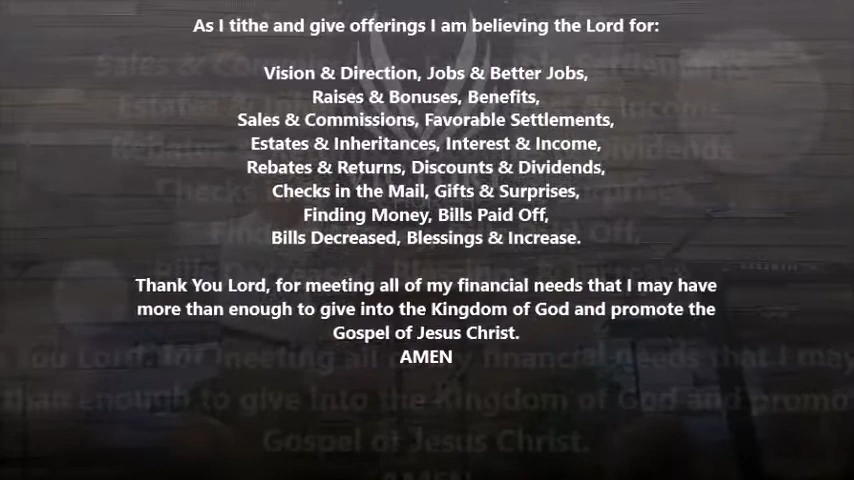 As I tithe and give offerings I am believing the Lord for:
Vision & Direction, Jobs & Better Jobs,
Raises & Bonuses, Benefits,
Sales & Commissions, Favorable Settlements,
Estates & Inheritances, Interest & Income,
Rebates & Returns, Discounts & Dividends,
Checks in the Mail, Gifts & Surprises,
Finding Money, Bills Paid Off,
Bills Decreased, Blessings & Increase.
Thank You Lord, for meeting all of my financial needs that I may have
more than enough to give into the Kingdom of God and promote the
Gospel of Jesus Christ.
AMEN